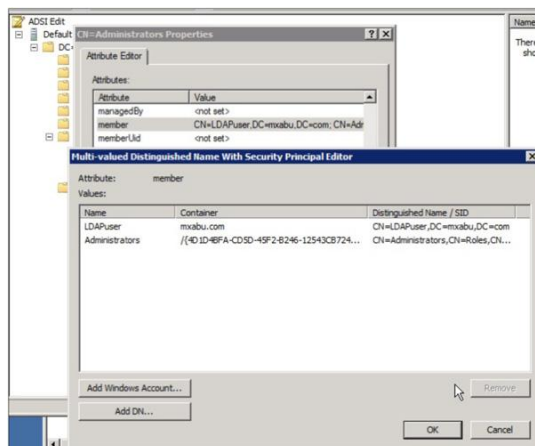 ADSI Edit
Name
Default
CN=Administrators Properties
DC=
Attribute Editor
Attributes:
Attribute Value
managedBy <not set>
member CN=LDAPuser,DC=mxabu,DC=com; CN=Adr
memberUid <not set>
Multi-valued Distinguished Name With Security Principal Editor
Attribute: member
Values:
Name Container Distinguished Name / SID
LDAPuser mxabu.com CN=LDAPuser,DC=mxabu,DC=com
Administrators /{4D1D4BFA-CD5D-45F2-B246-12543CB724... CN=Administrators,CN=Roles,CN...
Add Windows Account...
Remove
Add DN...
OK Cancel